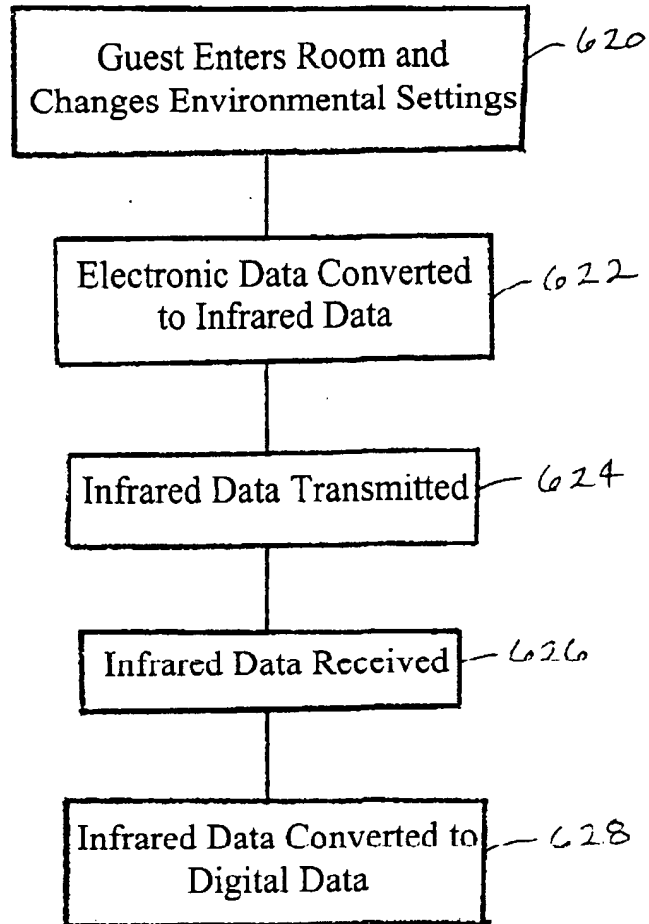 Guest Enters Room and
Changes Environmental Settings
620
Electronic Data Converted
to Infrared Data
622
Infrared Data Transmitted
624
Infrared Data Received
626
Infrared Data Converted to
Digital Data
628